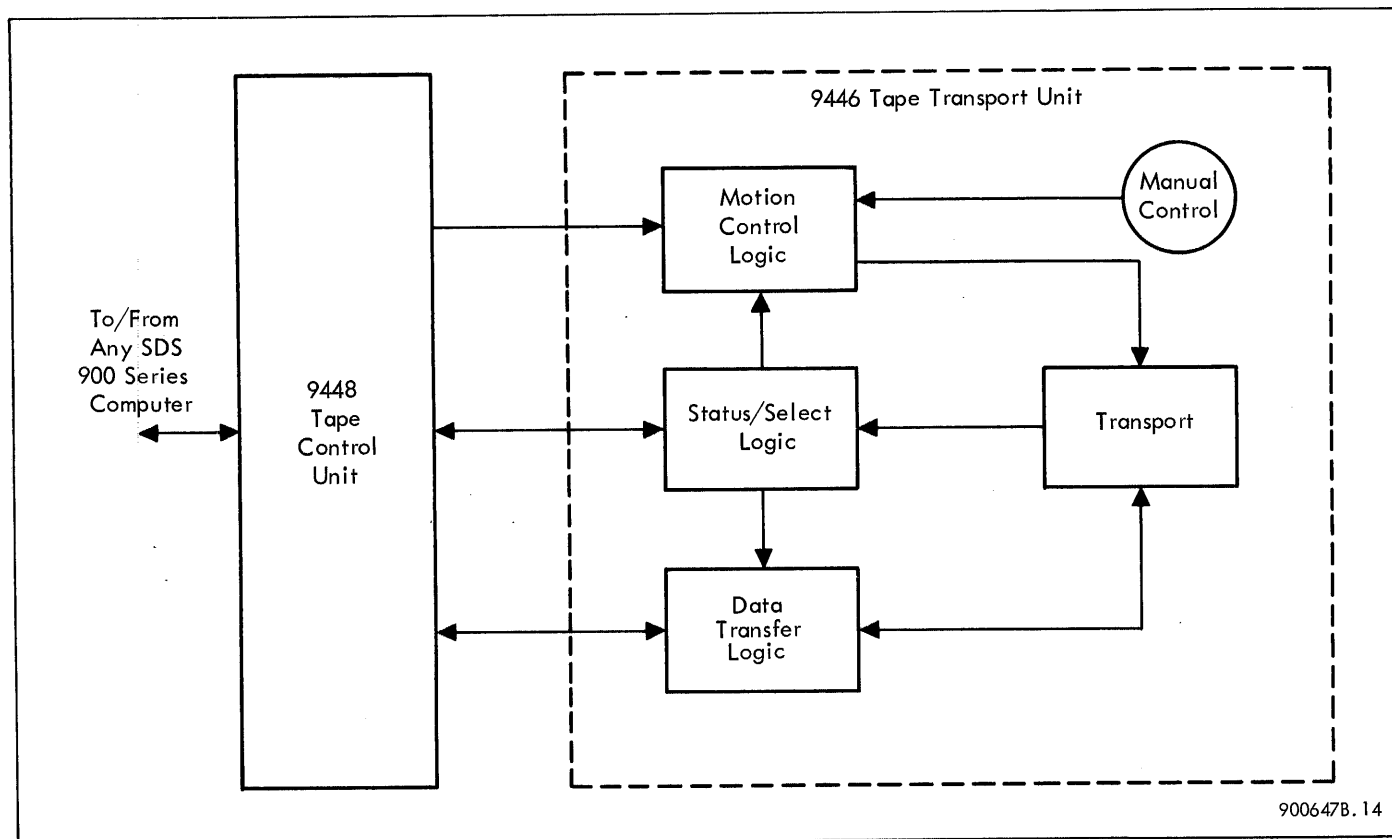 9446 Tape Transport Unit
Manual
Control
Motion
Control
Logic
To/From
Any SDS
900 Series
Computer
9448
Tape
Control
Unit
Status/Select
Logic
Transport
Data
Transfer
Logic
900647B.14